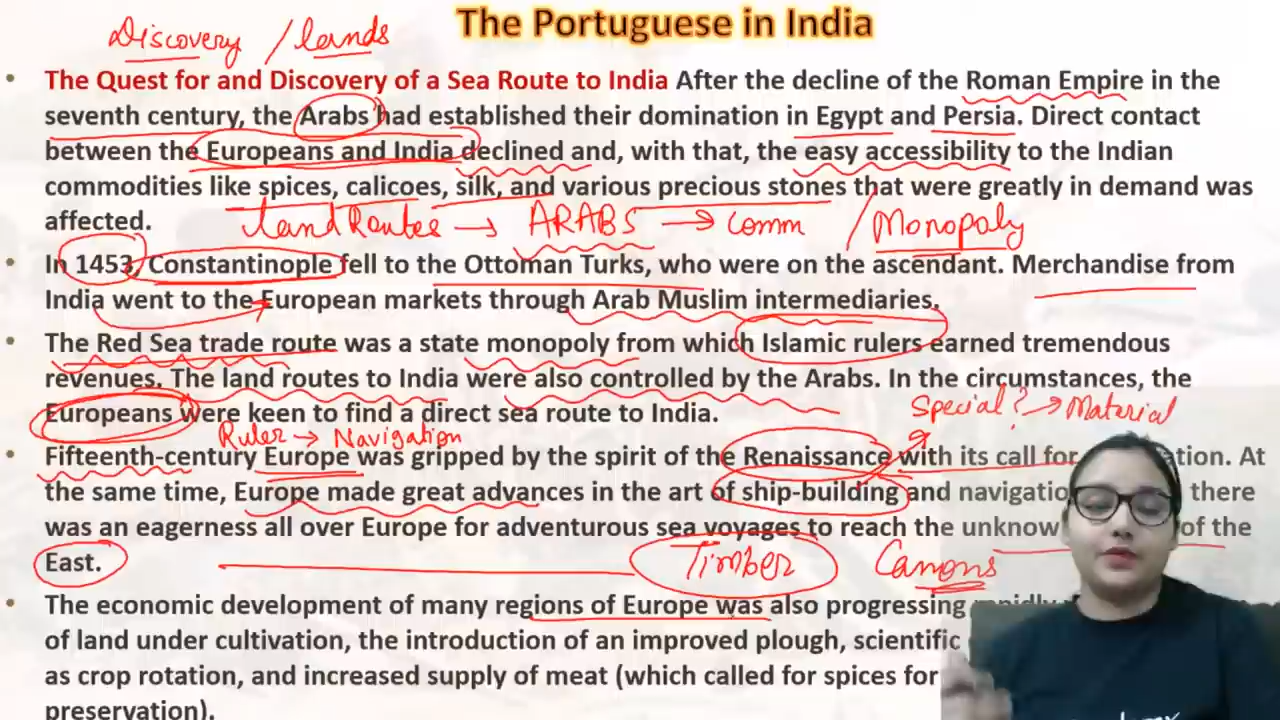 The Portuguese in India
Discovery / lands
• The Quest for and Discovery of a Sea Route to India After the decline of the Roman Empire in the
seventh century, the Arabs had established their domination in Egypt and Persia. Direct contact
between the Europeans and India declined and, with that, the easy accessibility to the Indian
commodities like spices, calicoes, silk, and various precious stones that were greatly in demand was
affected.
Land Routes → ARABS → comm / Monopoly
• In 1453, Constantinople fell to the Ottoman Turks, who were on the ascendant. Merchandise from
India went to the European markets through Arab Muslim intermediaries.
• The Red Sea trade route was a state monopoly from which Islamic rulers earned tremendous
revenues. The land routes to India were also controlled by the Arabs. In the circumstances, the
Europeans were keen to find a direct sea route to India.
Special? → Material
Ruler → Navigation
• Fifteenth-century Europe was gripped by the spirit of the Renaissance with its call for At
the same time, Europe made great advances in the art of ship-building and there
was an eagerness all over Europe for adventurous sea voyages to reach the of the
East.
Timber Canons
• The economic development of many regions of Europe was also progressing
of land under cultivation, the introduction of an improved plough, scientific
as crop rotation, and increased supply of meat (which called for spices for
preservation).